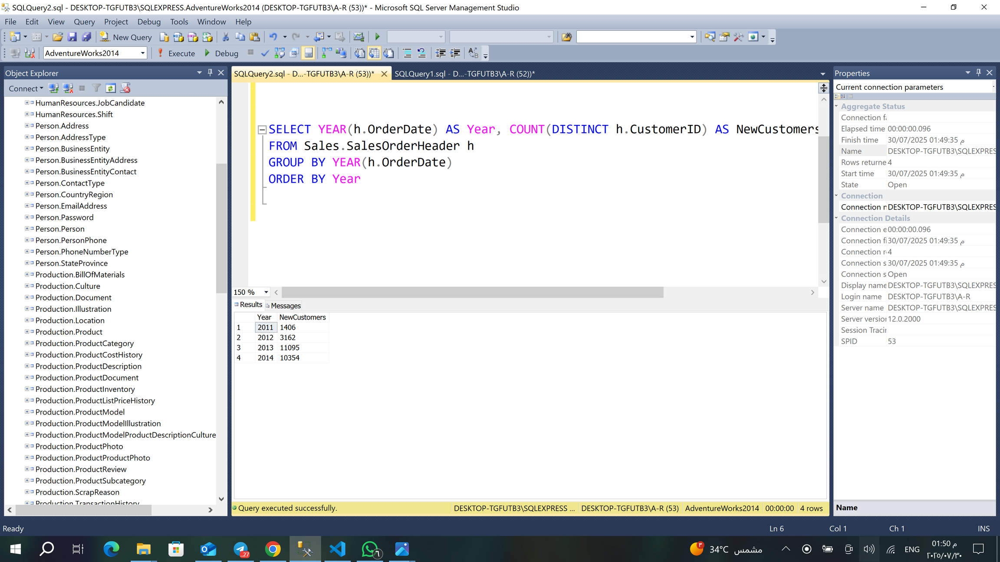 SQLQuery2.sql - DESKTOP-TGFUTB3\SQLEXPRESS.AdventureWorks2014 (DESKTOP-TGFUTB3\A-R (53))* - Microsoft SQL Server Management Studio
File Edit View Query Project Debug Tools Window Help
New Query
AdventureWorks2014 Execute Debug
Object Explorer
Connect
HumanResources.JobCandidate
HumanResources.Shift
Person.Address
Person.AddressType
Person.BusinessEntity
Person.BusinessEntityAddress
Person.BusinessEntityContact
Person.ContactType
Person.CountryRegion
Person.EmailAddress
Person.Password
Person.Person
Person.PersonPhone
Person.PhoneNumberType
Person.StateProvince
Production.BillOfMaterials
Production.Culture
Production.Document
Production.Illustration
Production.Location
Production.Product
Production.ProductCategory
Production.ProductCostHistory
Production.ProductDescription
Production.ProductDocument
Production.ProductInventory
Production.ProductListPriceHistory
Production.ProductModel
Production.ProductModelIllustration
Production.ProductModelProductDescriptionCulture
Production.ProductPhoto
Production.ProductProductPhoto
Production.ProductReview
Production.ProductSubcategory
Production.ScrapReason
Production.TransactionHistory
SQLQuery2.sql - D...-TGFUTB3\A-R (53))* SQLQuery1.sql - D...-TGFUTB3\A-R (52))*
SELECT YEAR(h.OrderDate) AS Year, COUNT(DISTINCT h.CustomerID) AS NewCustomers
FROM Sales.SalesOrderHeader h
GROUP BY YEAR(h.OrderDate)
ORDER BY Year
150 %
Results Messages
Year NewCustomers
1 2011 1406
2 2012 3162
3 2013 11095
4 2014 10354
Query executed successfully. DESKTOP-TGFUTB3\SQLEXPRESS ... DESKTOP-TGFUTB3\A-R (53) AdventureWorks2014 00:00:00 4 rows
Properties
Current connection parameters
Aggregate Status
Connection fa
Elapsed time 00:00:00.096
Finish time 30/07/2025 01:49:35 م
Name DESKTOP-TGFUTB3\SQLEXPRES
Rows returne 4
Start time 30/07/2025 01:49:35 م
State Open
Connection
Connection n DESKTOP-TGFUTB3\SQLEXPRES
Connection Details
Connection e 00:00:00.096
Connection fi 30/07/2025 01:49:35 م
Connection r 4
Connection s 30/07/2025 01:49:35 م
Connection s Open
Display name DESKTOP-TGFUTB3\SQLEXPRES
Login name DESKTOP-TGFUTB3\A-R
Server name DESKTOP-TGFUTB3\SQLEXPRES
Server version 12.0.2000
Session Tracin
SPID 53
Name
Ready Ln 6 Col 1 Ch 1 INS
..27 ٦ ٣ 34°C مشمس ENG 01:50 م
٢٠٢٥/٠٧/٣٠